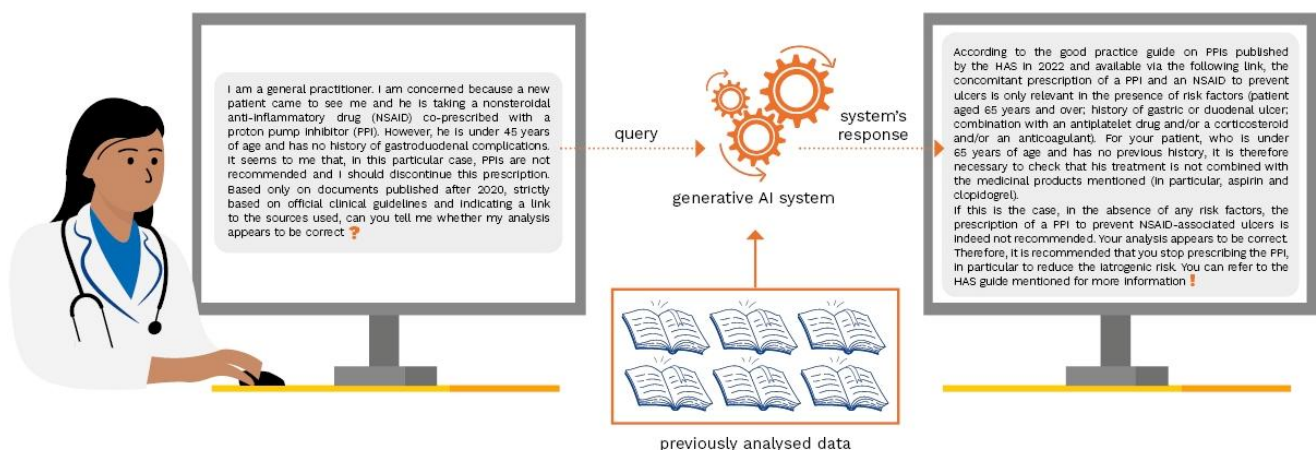 I am a general practitioner. I am concerned because a new
patient came to see me and he is taking a nonsteroidal
anti-inflammatory drug (NSAID) co-prescribed with a
proton pump inhibitor (PPI). However, he is under 45 years
of age and has no history of gastroduodenal complications.
It seems to me that, in this particular case, PPIs are not
recommended and I should discontinue this prescription.
Based only on documents published after 2020, strictly
based on official clinical guidelines and indicating a link
to the sources used, can you tell me whether my analysis
appears to be correct ?
query
generative AI system
system's
response
previously analysed data
According to the good practice guide on PPIs published
by the HAS in 2022 and available via the following link, the
concomitant prescription of a PPI and an NSAID to prevent
ulcers is only relevant in the presence of risk factors (patient
aged 65 years and over; history of gastric or duodenal ulcer;
combination with an antiplatelet drug and/or a corticosteroid
and/or an anticoagulant). For your patient, who is under
65 years of age and has no previous history, it is therefore
necessary to check that his treatment is not combined with
the medicinal products mentioned (in particular, aspirin and
clopidogrel).
If this is the case, in the absence of any risk factors, the
prescription of a PPI to prevent NSAID-associated ulcers is
indeed not recommended. Your analysis appears to be correct.
Therefore, it is recommended that you stop prescribing the PPI,
in particular to reduce the iatrogenic risk. You can refer to the
HAS guide mentioned for more information !